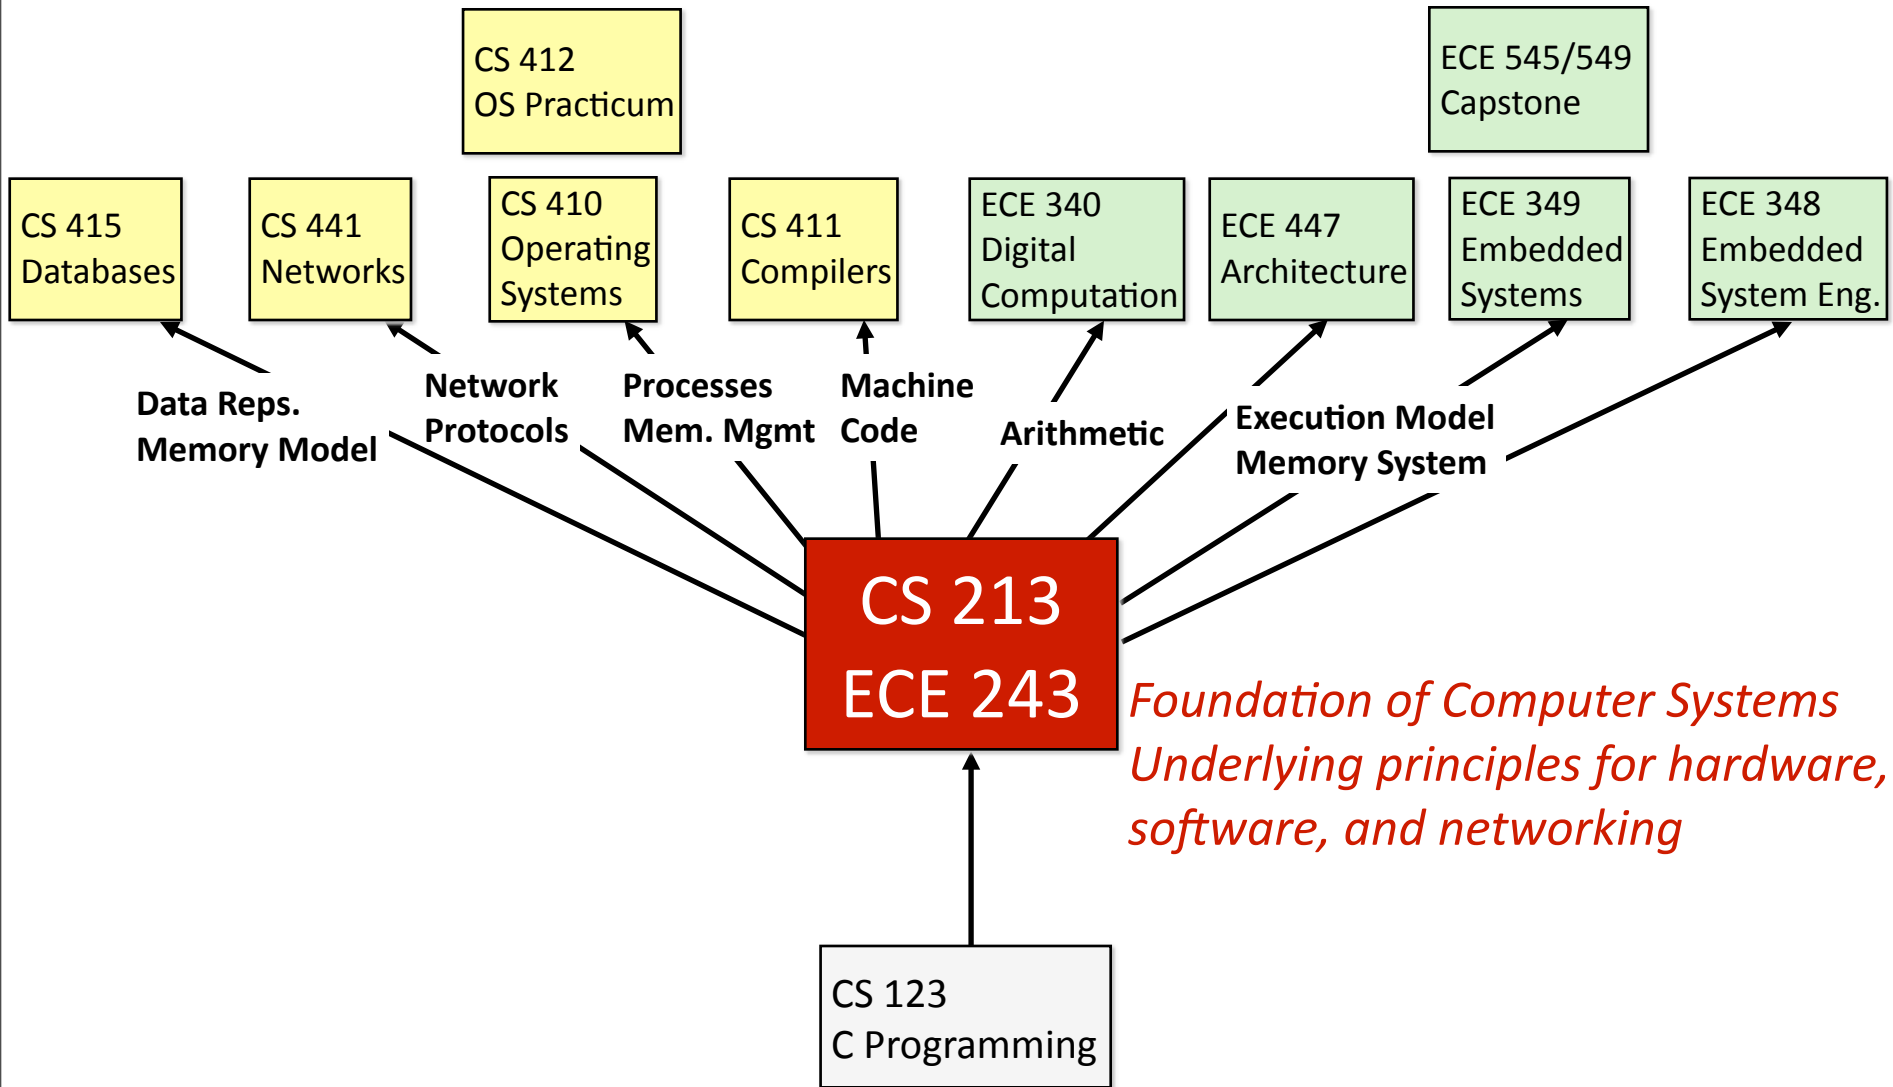 CS 412
OS Practicum
ECE 545/549
Capstone
CS 415
Databases
CS 441
Networks
CS 410
Operating
Systems
CS 411
Compilers
ECE 340
Digital
Computation
ECE 447
Architecture
ECE 349
Embedded
Systems
ECE 348
Embedded
System Eng.
Data Reps.
Memory Model
Network
Protocols
Processes
Mem. Mgmt
Machine
Code
Arithmetic
Execution Model
Memory System
CS 213
ECE 243
Foundation of Computer Systems
Underlying principles for hardware,
software, and networking
CS 123
C Programming